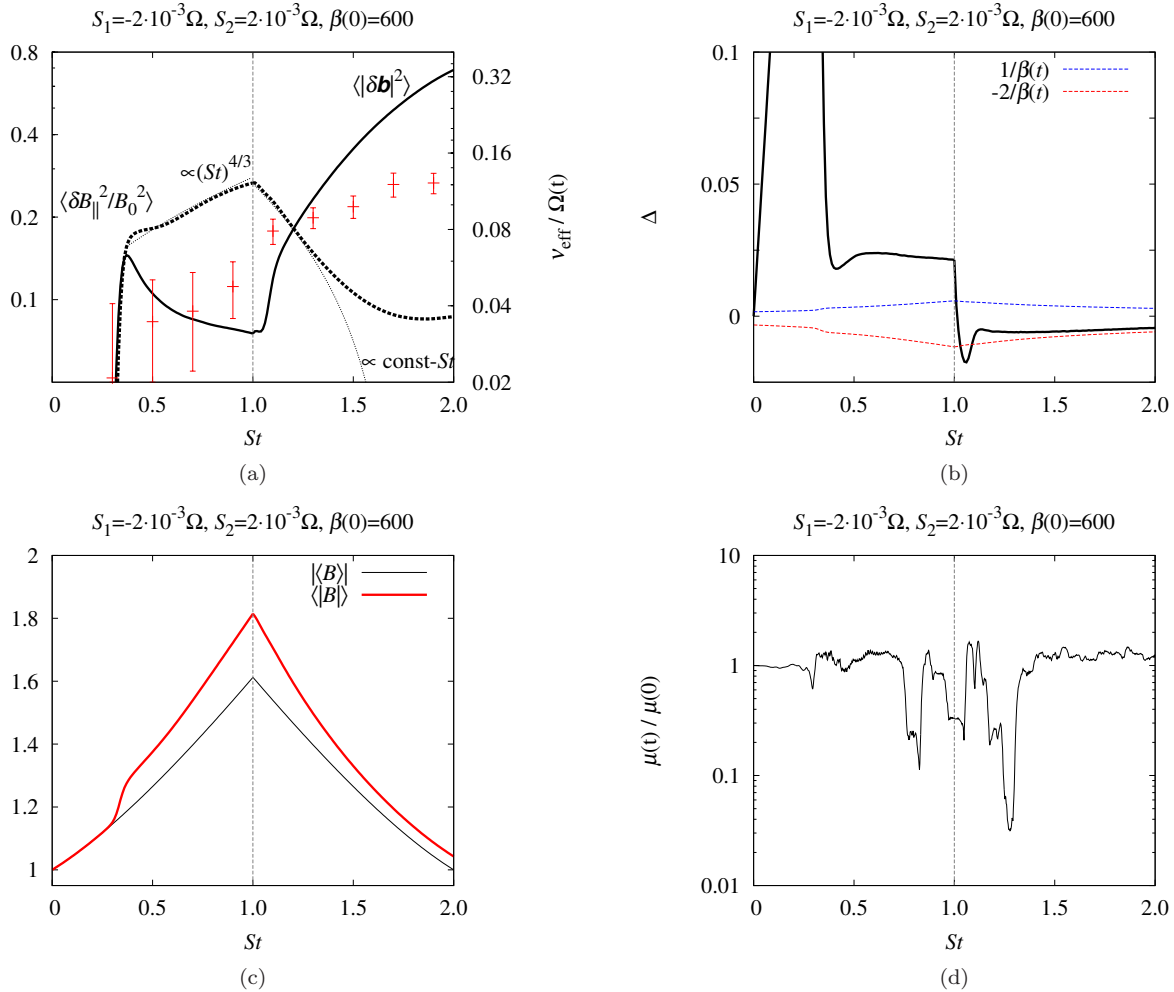 S₁=-2·10⁻³Ω, S₂=2·10⁻³Ω, β(0)=600
0.8
0.4
0.2
0.1
0.32
0.16
0.08
0.04
0.02
⟨|δb|²⟩
∝(St)^4/3
⟨δB∥²/B₀²⟩
∝ const-St
ν_eff / Ω(t)
0 0.5 1.0 1.5 2.0
St
(a)
S₁=-2·10⁻³Ω, S₂=2·10⁻³Ω, β(0)=600
0.1
0.05
0
Δ
1/β(t)
-2/β(t)
0 0.5 1.0 1.5 2.0
St
(b)
S₁=-2·10⁻³Ω, S₂=2·10⁻³Ω, β(0)=600
2
1.8
1.6
1.4
1.2
1
|⟨B⟩|
⟨|B|⟩
0 0.5 1.0 1.5 2.0
St
(c)
S₁=-2·10⁻³Ω, S₂=2·10⁻³Ω, β(0)=600
10
1
0.1
0.01
μ(t) / μ(0)
0 0.5 1.0 1.5 2.0
St
(d)